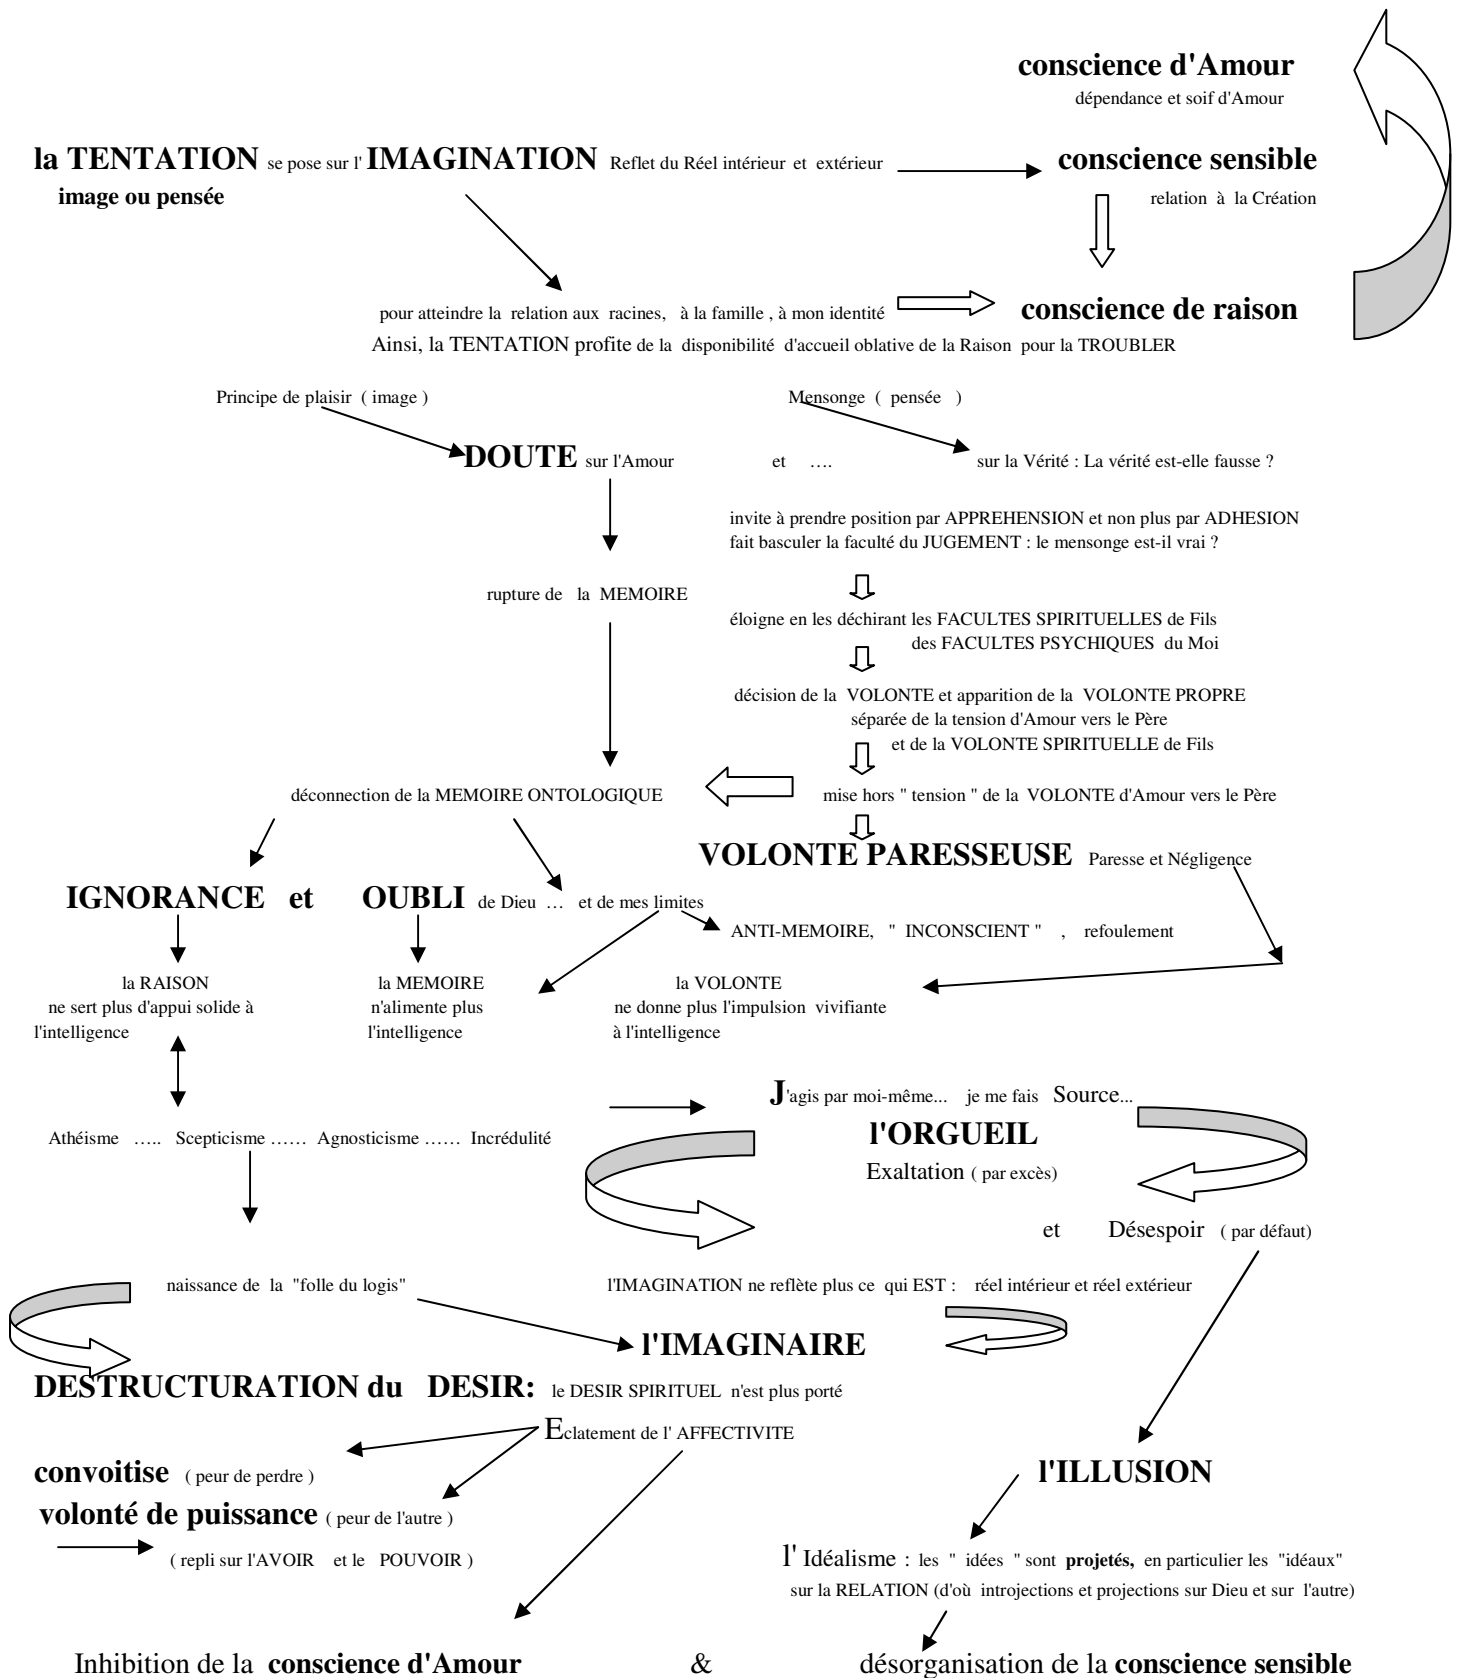 conscience d'Amour
dépendance et soif d'Amour
la TENTATION se pose sur l' IMAGINATION Reflet du Réel intérieur et extérieur
conscience sensible
image ou pensée
relation à la Création
pour atteindre la relation aux racines, à la famille , à mon identité
conscience de raison
Ainsi, la TENTATION profite de la disponibilité d'accueil oblative de la Raison pour la TROUBLER
Principe de plaisir ( image )
Mensonge ( pensée )
DOUTE sur l'Amour et …. sur la Vérité : La vérité est-elle fausse ?
invite à prendre position par APPREHENSION et non plus par ADHESION
fait basculer la faculté du JUGEMENT : le mensonge est-il vrai ?
rupture de la MEMOIRE
éloigne en les déchirant les FACULTES SPIRITUELLES de Fils
des FACULTES PSYCHIQUES du Moi
décision de la VOLONTE et apparition de la VOLONTE PROPRE
séparée de la tension d'Amour vers le Père
et de la VOLONTE SPIRITUELLE de Fils
déconnection de la MEMOIRE ONTOLOGIQUE
mise hors " tension " de la VOLONTE d'Amour vers le Père
VOLONTE PARESSEUSE Paresse et Négligence
IGNORANCE et OUBLI de Dieu … et de mes limites
ANTI-MEMOIRE, " INCONSCIENT " , refoulement
la RAISON
ne sert plus d'appui solide à
l'intelligence
la MEMOIRE
n'alimente plus
l'intelligence
la VOLONTE
ne donne plus l'impulsion vivifiante
à l'intelligence
J'agis par moi-même... je me fais Source...
Athéisme ….. Scepticisme …… Agnosticisme …… Incrédulité
l'ORGUEIL
Exaltation ( par excès)
et Désespoir ( par défaut)
naissance de la "folle du logis"
l'IMAGINATION ne reflète plus ce qui EST : réel intérieur et réel extérieur
l'IMAGINAIRE
DESTRUCTURATION du DESIR: le DESIR SPIRITUEL n'est plus porté
Eclatement de l' AFFECTIVITE
convoitise ( peur de perdre )
l'ILLUSION
volonté de puissance ( peur de l'autre )
( repli sur l'AVOIR et le POUVOIR )
l' Idéalisme : les " idées " sont projetés, en particulier les "idéaux"
sur la RELATION (d'où introjections et projections sur Dieu et sur l'autre)
Inhibition de la conscience d'Amour & désorganisation de la conscience sensible